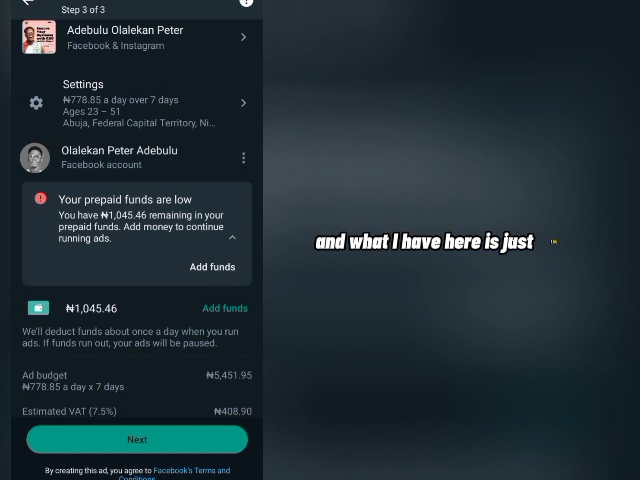 Step 3 of 3
Adebulu Olalekan Peter
Facebook & Instagram
Settings
₦778.85 a day over 7 days
Ages 23 – 51
Abuja, Federal Capital Territory, Ni...
Olalekan Peter Adebulu
Facebook account
Your prepaid funds are low
You have ₦1,045.46 remaining in your
prepaid funds. Add money to continue
running ads.
Add funds
₦1,045.46 Add funds
We'll deduct funds about once a day when you run
ads. If funds run out, your ads will be paused.
Ad budget ₦5,451.95
₦778.85 a day x 7 days
Estimated VAT (7.5%) ₦408.90
Next
By creating this ad, you agree to Facebook's Terms and
Conditions
and what I have here is just